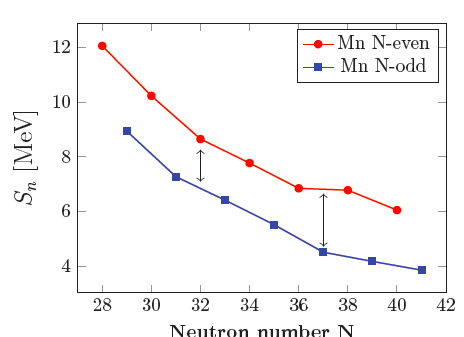 Mn N-even
Mn N-odd
12
10
8
6
4
S_n [MeV]
28 30 32 34 36 38 40 42
Neutron number N